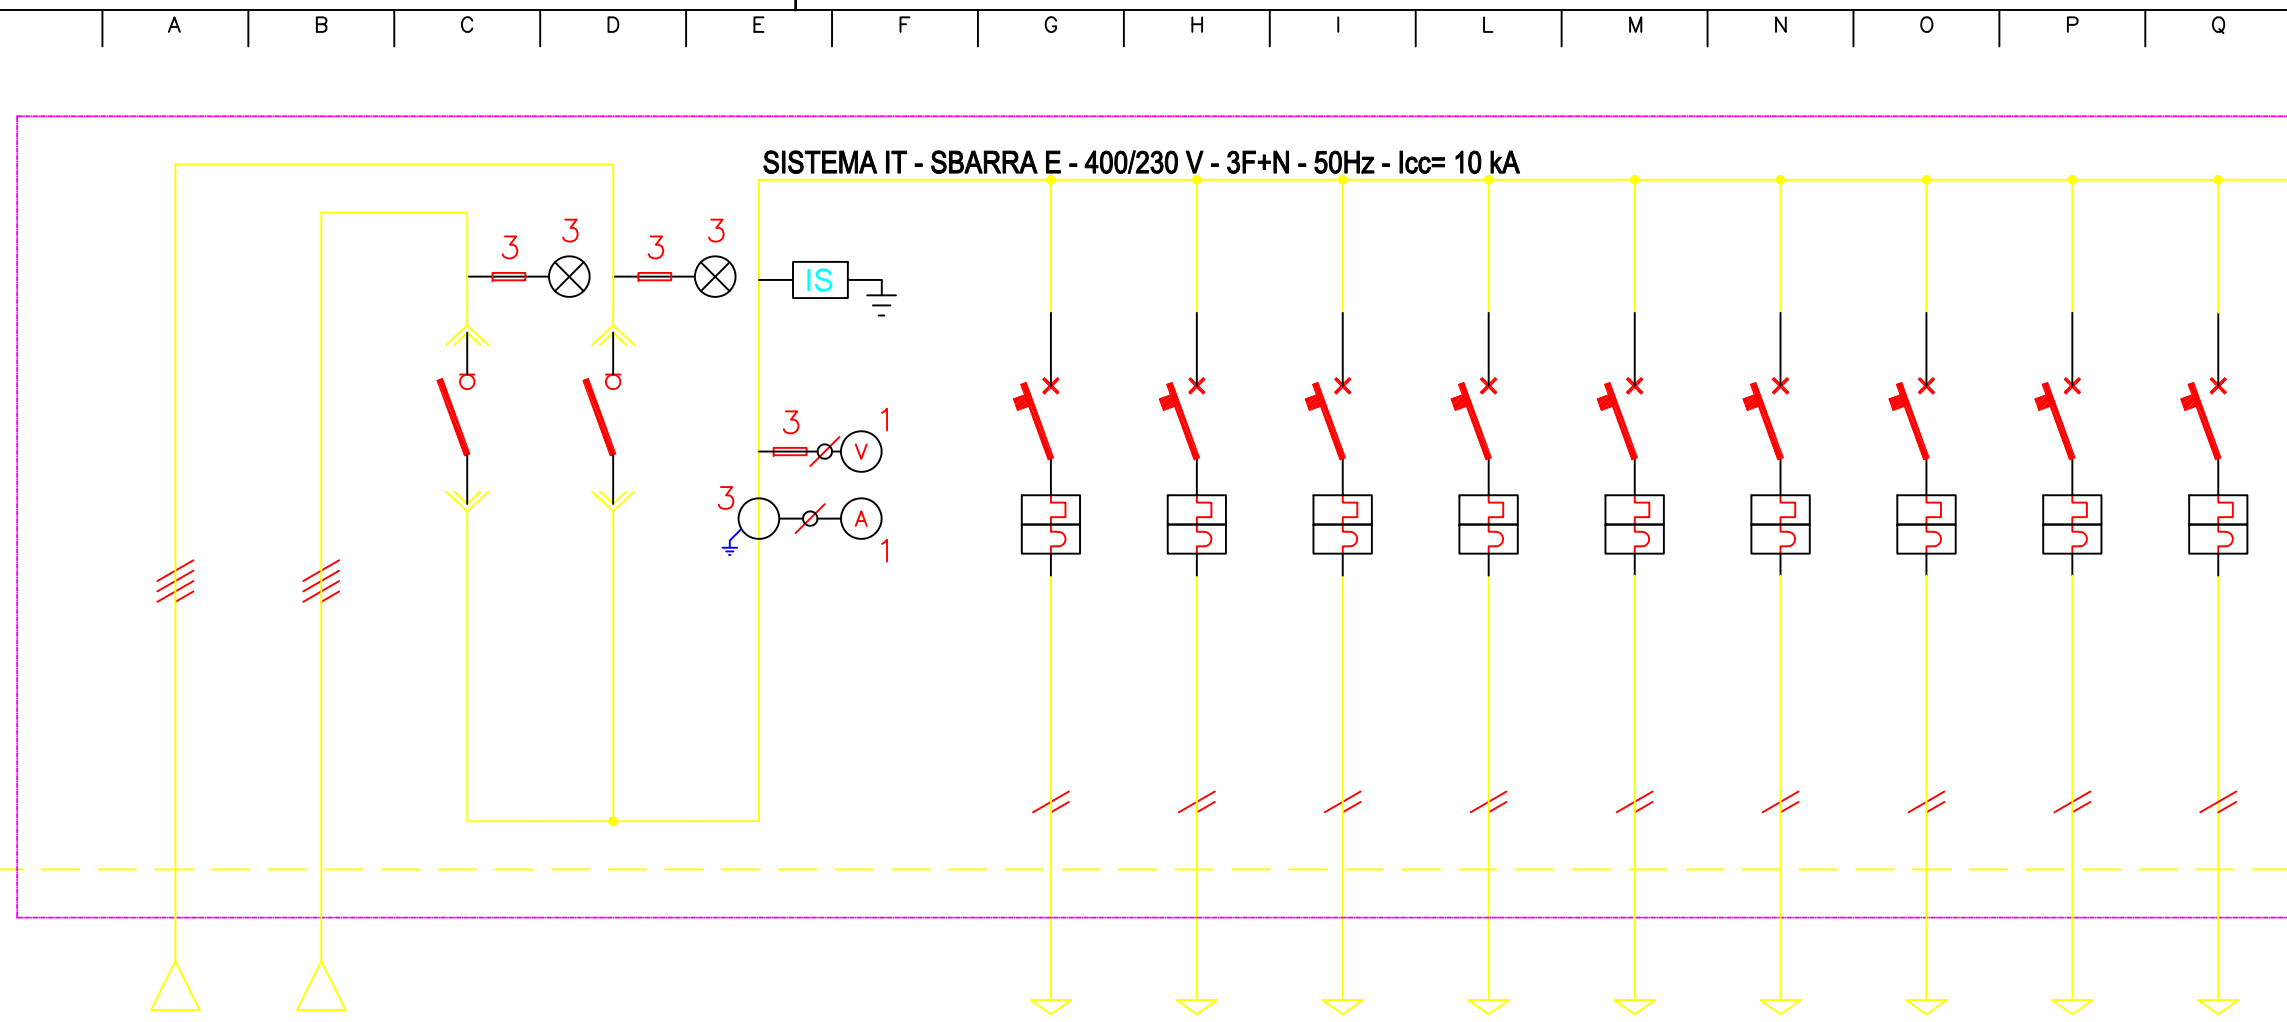 A B C D E F G H I L M N O P Q
SISTEMA IT - SBARRA E - 400/230 V - 3F+N - 50Hz - Icc= 10 kA
3 3 3 3
IS
3 V 1
3 A 1